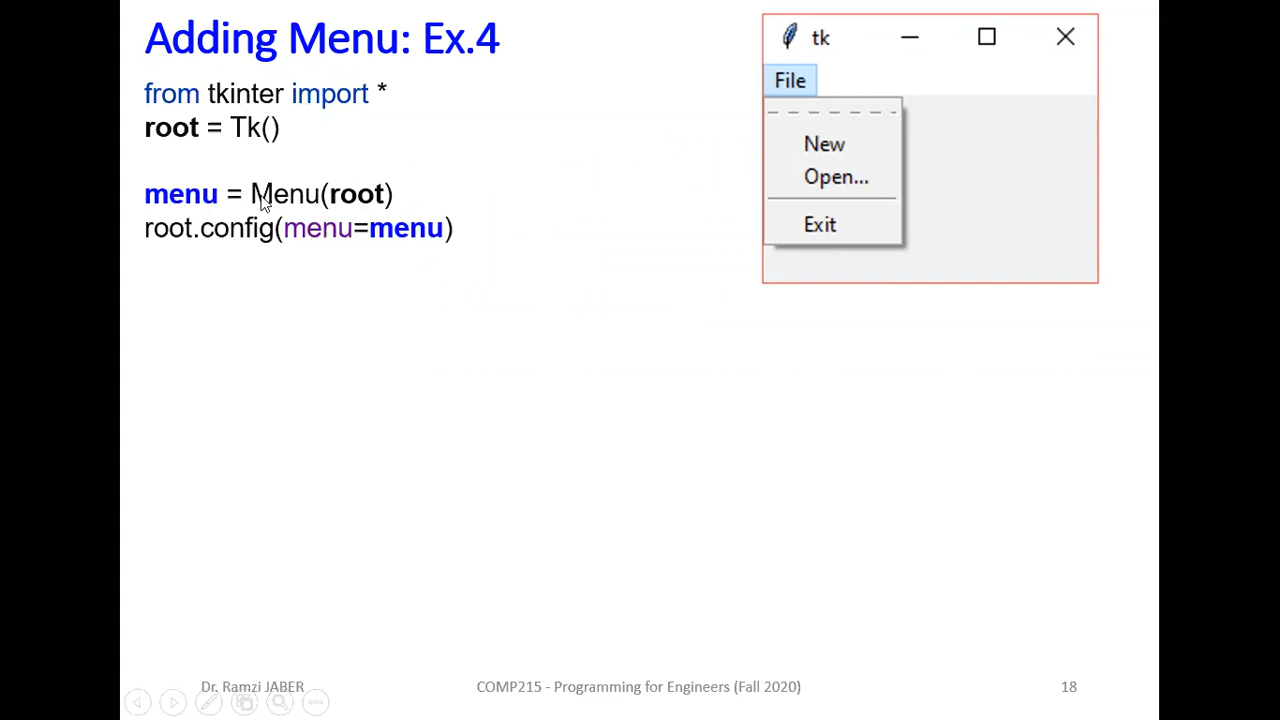 Adding Menu: Ex.4
from tkinter import *
root = Tk()
menu = Menu(root)
root.config(menu=menu)
tk
File
New
Open...
Exit
Dr. Ramzi JABER
COMP215 - Programming for Engineers (Fall 2020)
18